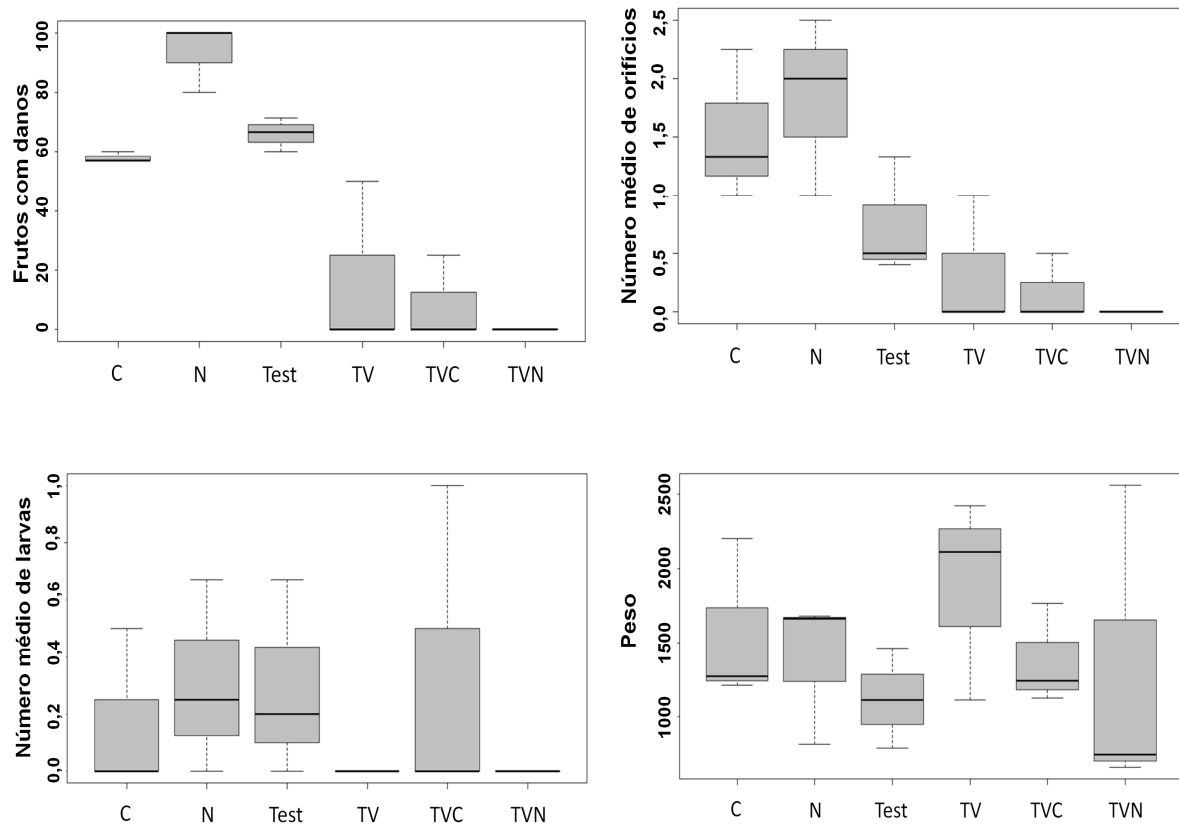 Frutos com danos
100
80
60
40
20
0
C N Test TV TVC TVN
Número médio de orifícios
2,5
2,0
1,5
1,0
0,5
0,0
C N Test TV TVC TVN
Número médio de larvas
1,0
0,8
0,6
0,4
0,2
0,0
C N Test TV TVC TVN
Peso
2500
2000
1500
1000
C N Test TV TVC TVN